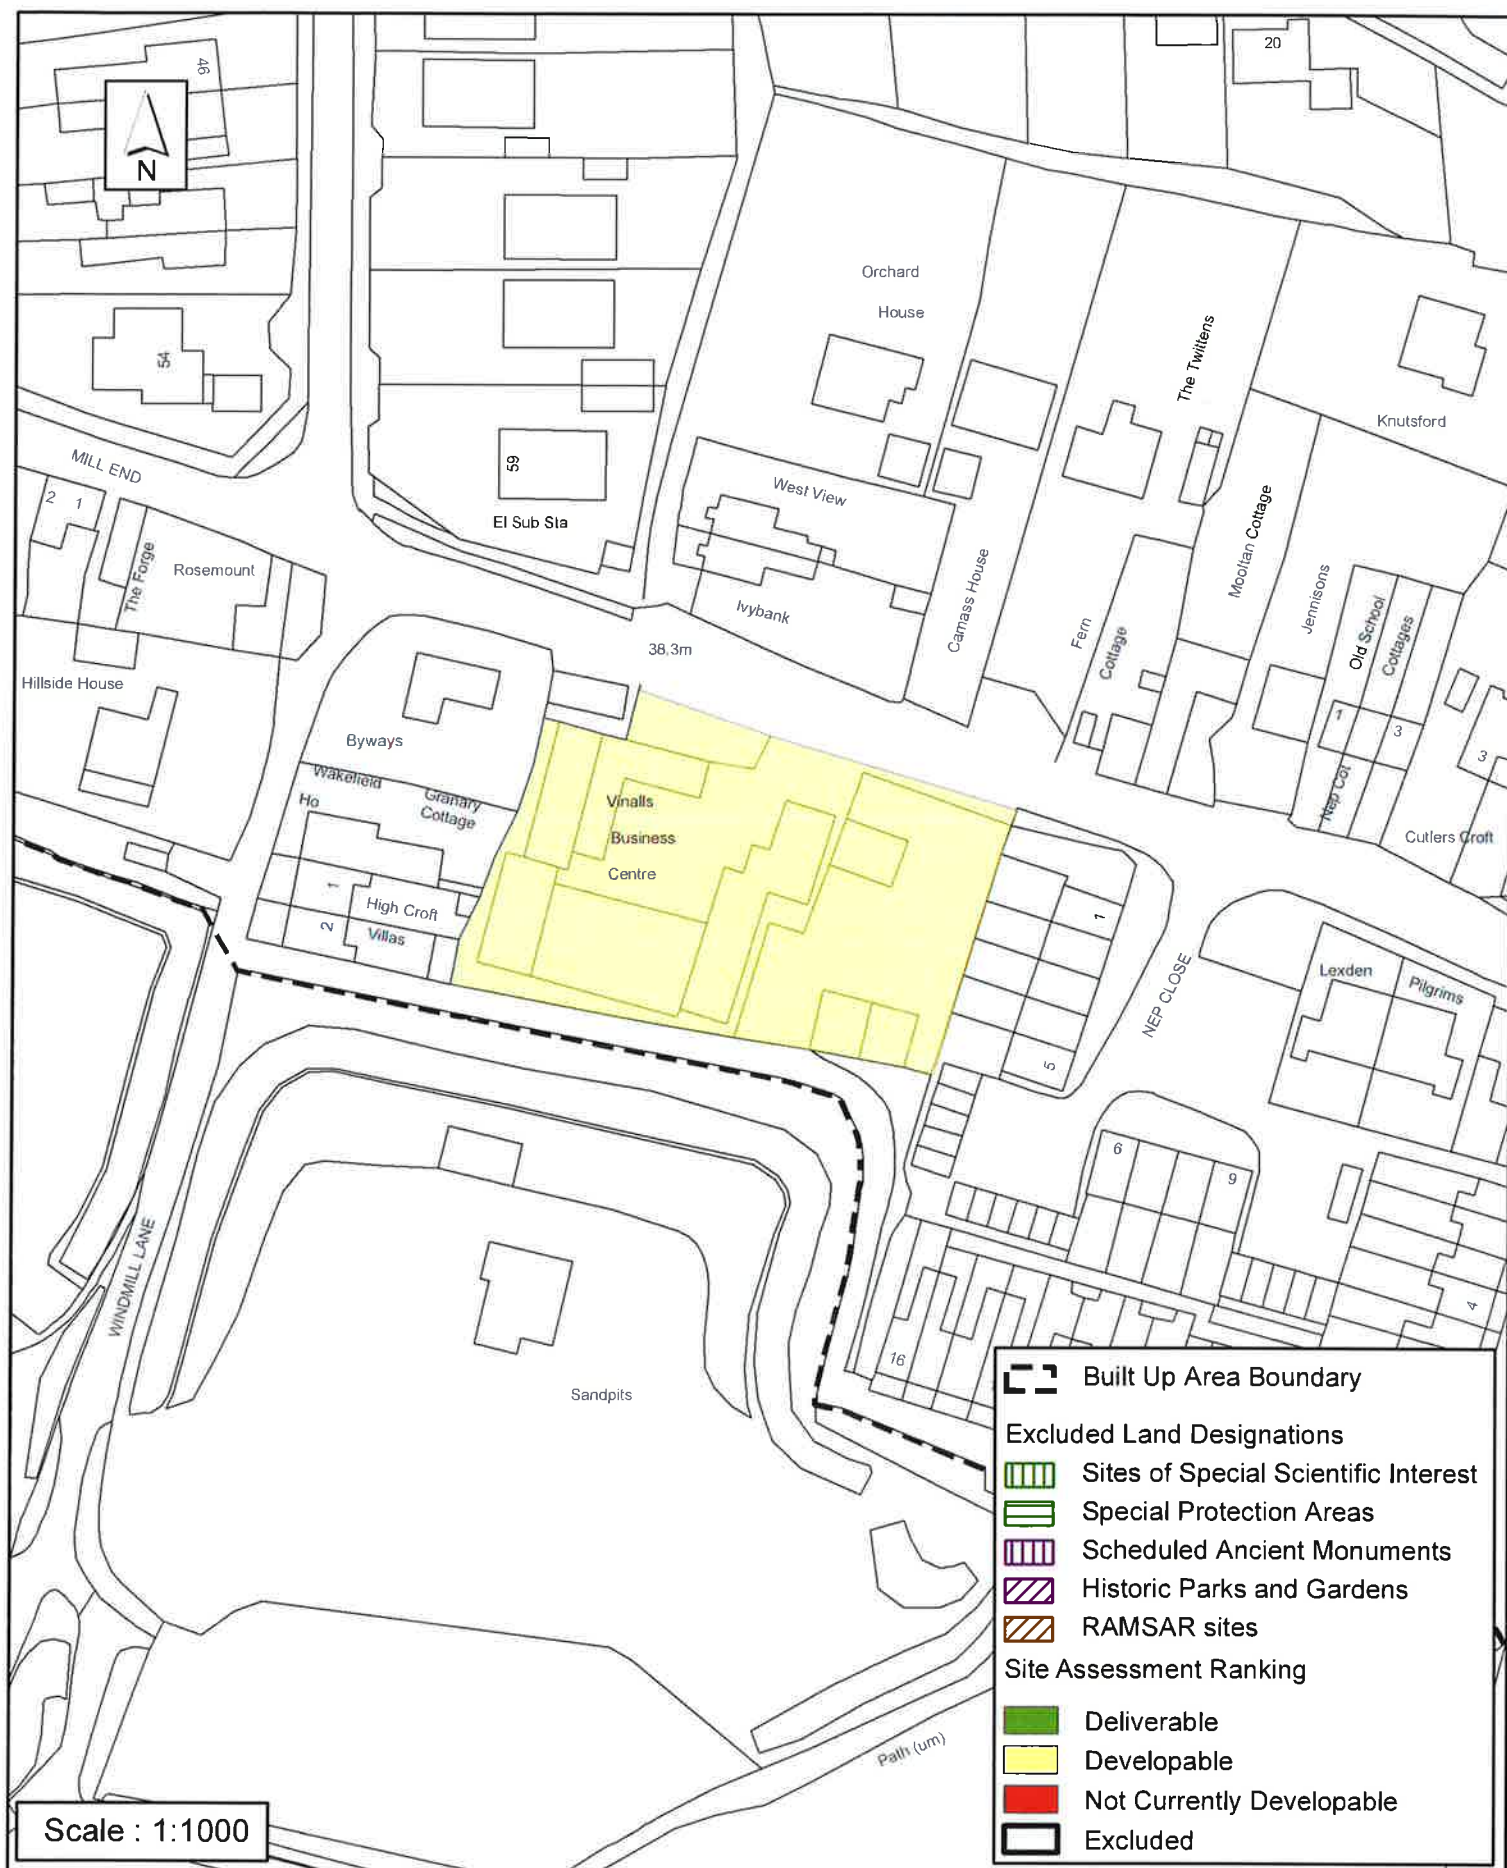 46
20
N
Orchard
House
54
The Twittens
Knutsford
MILL END
59
West View
El Sub Sta
2
1
Mooltan Cottage
The Forge
Rosemount
Ivybank
Camass House
Jennisons
Fern
Cottage
Old School
Cottages
38.3m
Hillside House
1
3
3
Byways
Wakefield
Ho
Granary
Cottage
Vinalls
Business
Centre
Nep Cot
Cutlers Croft
1
High Croft
2
Villas
1
NEP CLOSE
Lexden
Pilgrims
5
6
9
WINDMILL LANE
4
16
Sandpits
Path (um)
Built Up Area Boundary
Excluded Land Designations
Sites of Special Scientific Interest
Special Protection Areas
Scheduled Ancient Monuments
Historic Parks and Gardens
RAMSAR sites
Site Assessment Ranking
Deliverable
Developable
Not Currently Developable
Excluded
Scale : 1:1000